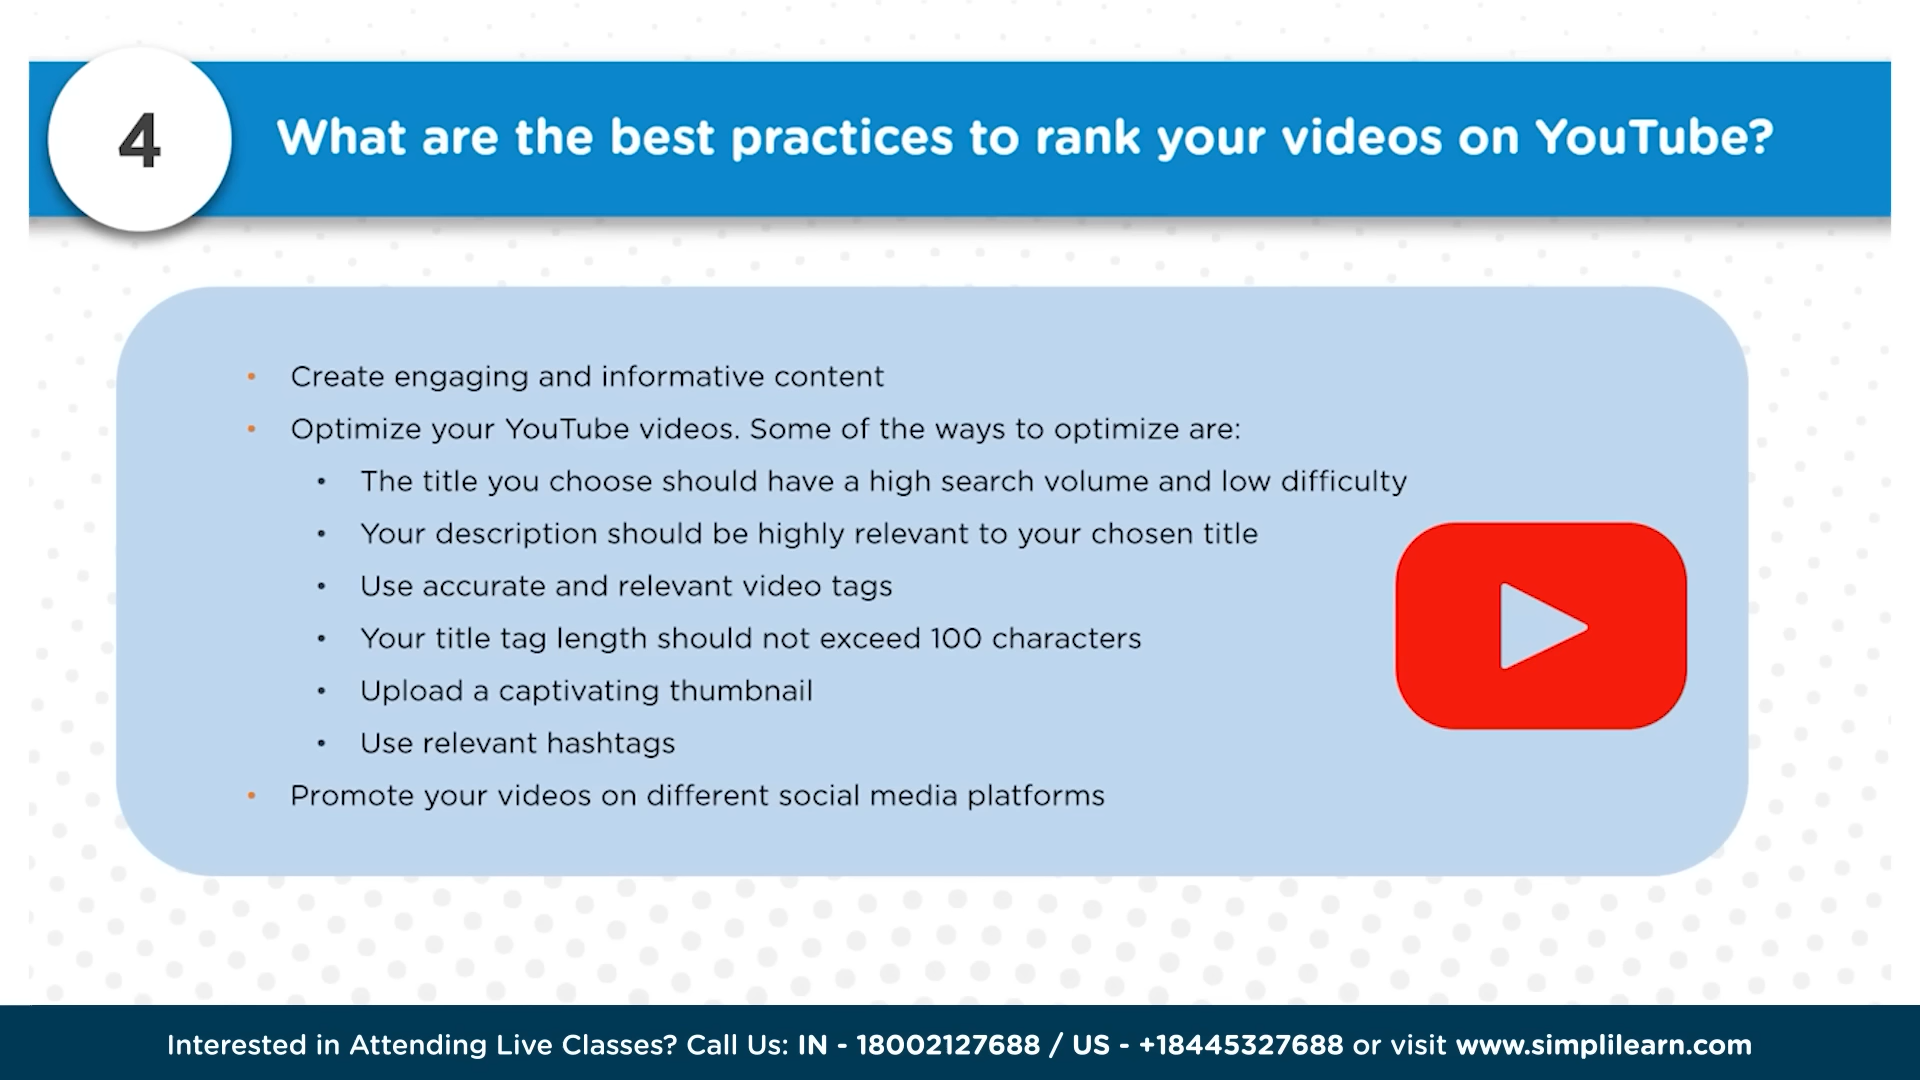 4
What are the best practices to rank your videos on YouTube?
• Create engaging and informative content
• Optimize your YouTube videos. Some of the ways to optimize are:
• The title you choose should have a high search volume and low difficulty
• Your description should be highly relevant to your chosen title
• Use accurate and relevant video tags
• Your title tag length should not exceed 100 characters
• Upload a captivating thumbnail
• Use relevant hashtags
• Promote your videos on different social media platforms
Interested in Attending Live Classes? Call Us: IN - 18002127688 / US - +18445327688 or visit www.simplilearn.com